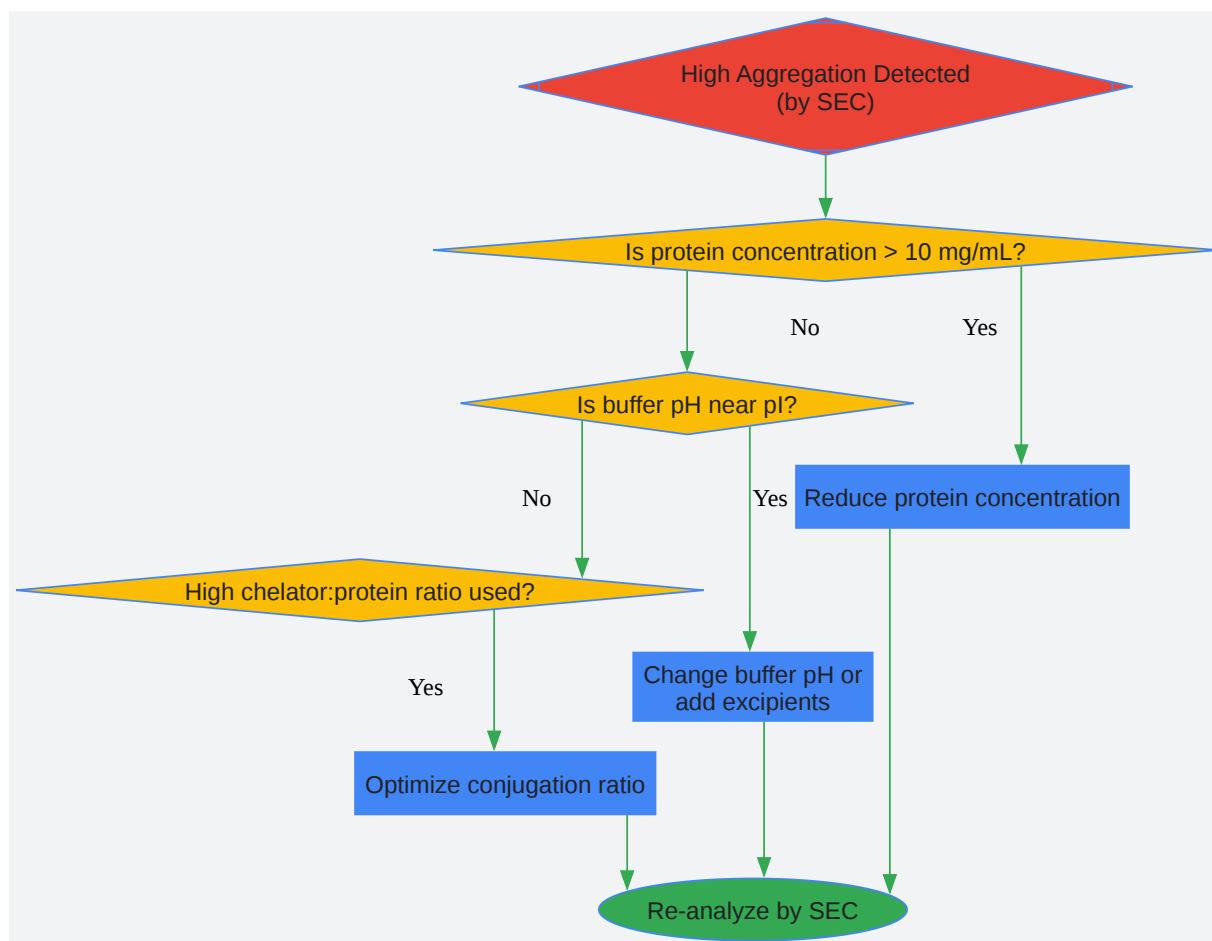 High Aggregation Detected
(by SEC)
Is protein concentration > 10 mg/mL?
No
Yes
Is buffer pH near pI?
No
Yes
Reduce protein concentration
High chelator:protein ratio used?
Yes
Change buffer pH or
add excipients
Optimize conjugation ratio
Re-analyze by SEC